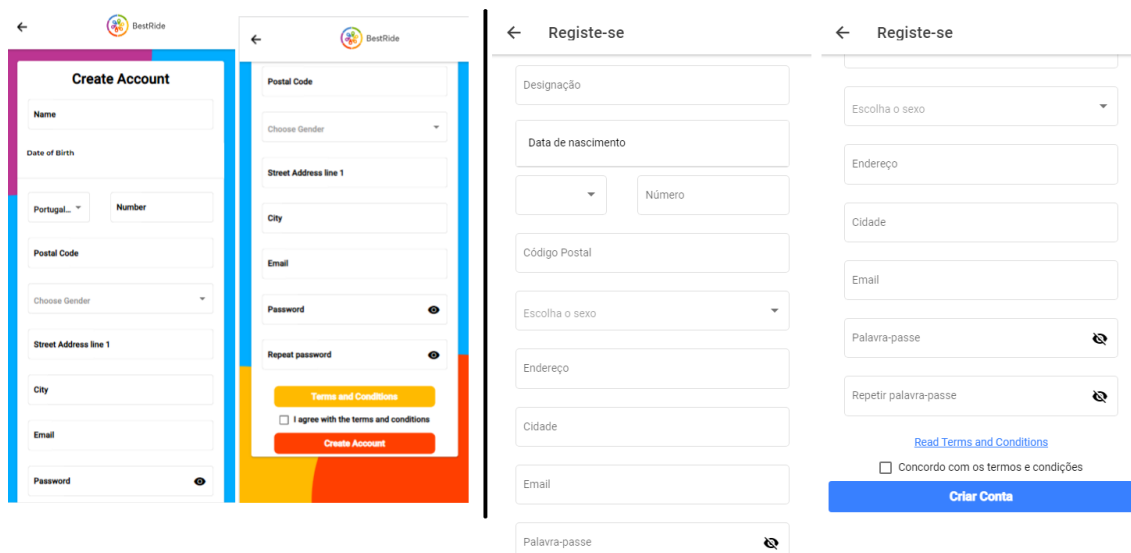 BestRide
Create Account
Name
Date of Birth
Portugal...
Number
Postal Code
Choose Gender
Street Address line 1
City
Email
Password
BestRide
Postal Code
Choose Gender
Street Address line 1
City
Email
Password
Repeat password
Terms and Conditions
I agree with the terms and conditions
Create Account
Registe-se
Designação
Data de nascimento
Número
Código Postal
Escolha o sexo
Endereço
Cidade
Email
Palavra-passe
Registe-se
Escolha o sexo
Endereço
Cidade
Email
Palavra-passe
Repetir palavra-passe
Read Terms and Conditions
Concordo com os termos e condições
Criar Conta